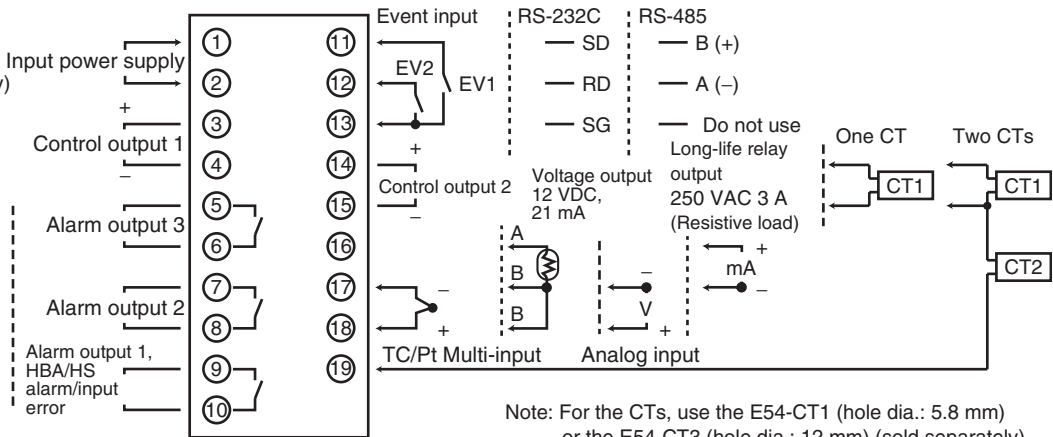 Input power supply
y)
+
Control output 1
−
Alarm output 3
Alarm output 2
Alarm output 1,
HBA/HS
alarm/input
error
1
2
3
4
5
6
7
8
9
10
11
12
13
14
15
16
17
18
19
Event input
EV2
EV1
+
Control output 2
−
−
+
TC/Pt Multi-input
RS-232C
SD
RD
SG
RS-485
B (+)
A (−)
Do not use
Voltage output
12 VDC,
21 mA
Long-life relay
output
250 VAC 3 A
(Resistive load)
A
B
B
−
V
+
Analog input
+
mA
−
One CT
CT1
Two CTs
CT1
CT2
Note: For the CTs, use the E54-CT1 (hole dia.: 5.8 mm)
or the E54-CT3 (hole dia.: 12 mm) (sold separately)